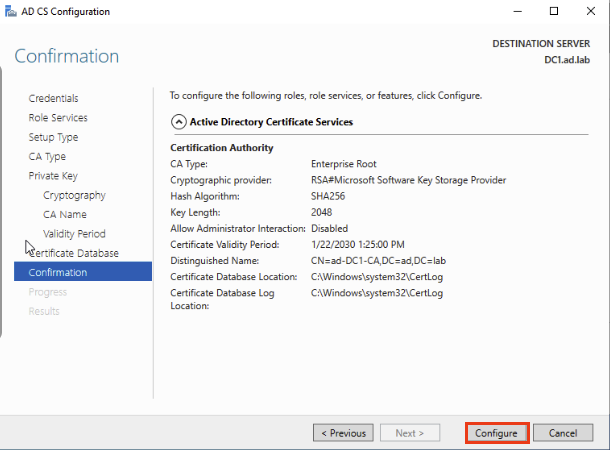 AD CS Configuration
DESTINATION SERVER
DC1.ad.lab
Confirmation
Credentials
Role Services
Setup Type
CA Type
Private Key
Cryptography
CA Name
Validity Period
Certificate Database
Confirmation
Progress
Results
To configure the following roles, role services, or features, click Configure.
Active Directory Certificate Services
Certification Authority
CA Type: Enterprise Root
Cryptographic provider: RSA#Microsoft Software Key Storage Provider
Hash Algorithm: SHA256
Key Length: 2048
Allow Administrator Interaction: Disabled
Certificate Validity Period: 1/22/2030 1:25:00 PM
Distinguished Name: CN=ad-DC1-CA,DC=ad,DC=lab
Certificate Database Location: C:\Windows\system32\CertLog
Certificate Database Log C:\Windows\system32\CertLog
Location:
< Previous
Next >
Configure
Cancel